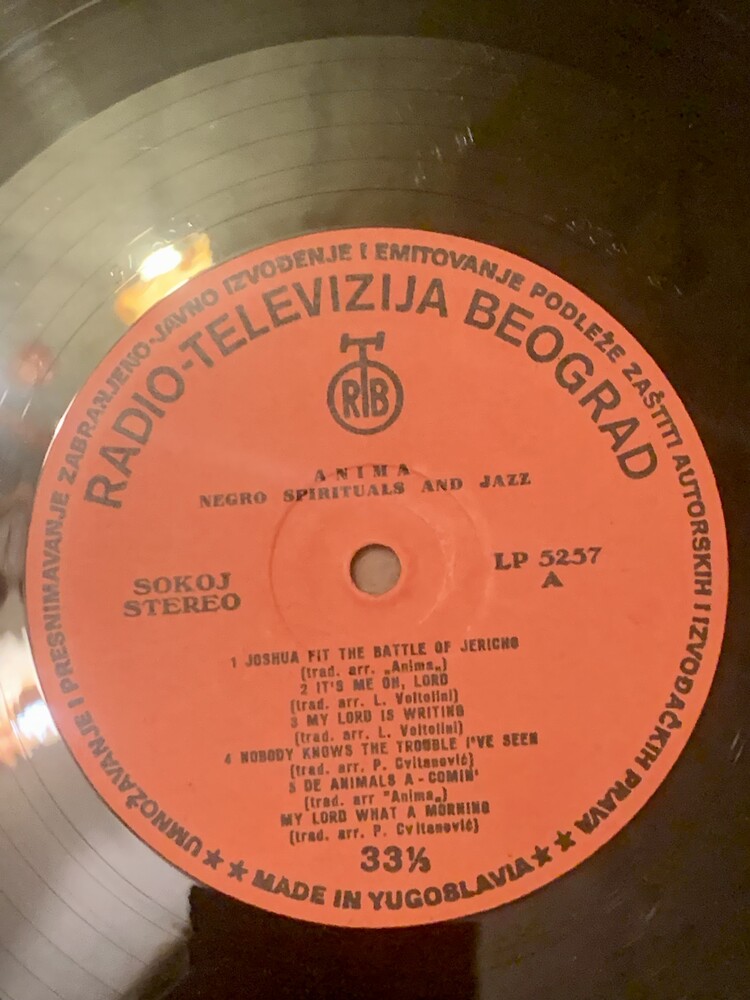 UMNOŽAVANJE I PRESNIMAVANJE ZABRANJENO-JAVNO IZVOĐENJE I EMITOVANJE PODLEŽE ZAŠTITI AUTORSKIH I IZVOĐAČKIH PRAVA
RADIO-TELEVIZIJA BEOGRAD
RTB
ANIMA
NEGRO SPIRITUALS AND JAZZ
SOKOJ
STEREO
LP 5257
A
1 JOSHUA FIT THE BATTLE OF JERICHO
(trad. arr. „Anima„)
2 IT'S ME OH, LORD
(trad. arr. L. Voltolini)
3 MY LORD IS WRITING
(trad. arr. L. Voltolini)
4 NOBODY KNOWS THE TROUBLE I'VE SEEN
(trad. arr. P. Cvitanović)
5 DE ANIMALS A-COMIN'
(trad. arr "Anima„)
MY LORD WHAT A MORNING
(trad. arr. P. Cvitanović)
33⅓
★ ★ MADE IN YUGOSLAVIA ★ ★